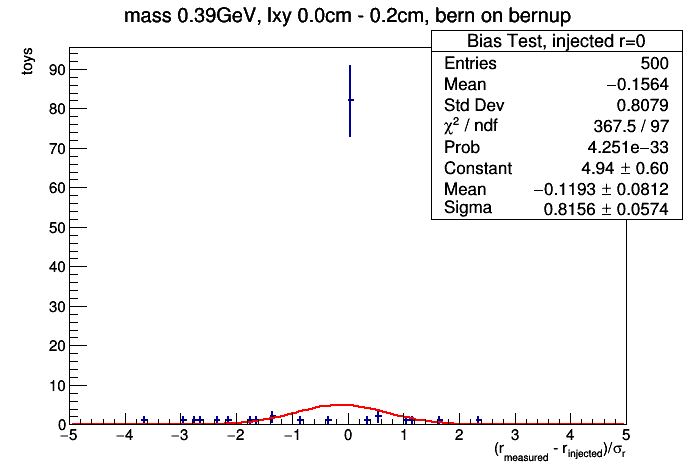 mass 0.39GeV, lxy 0.0cm - 0.2cm, bern on bernup
Bias Test, injected r=0
Entries 500
Mean −0.1564
Std Dev 0.8079
χ² / ndf 367.5 / 97
Prob 4.251e−33
Constant 4.94 ± 0.60
Mean −0.1193 ± 0.0812
Sigma 0.8156 ± 0.0574
toys
90
80
70
60
50
40
30
20
10
0
−5 −4 −3 −2 −1 0 1 2 3 4 5
(r_measured - r_injected)/σ_r